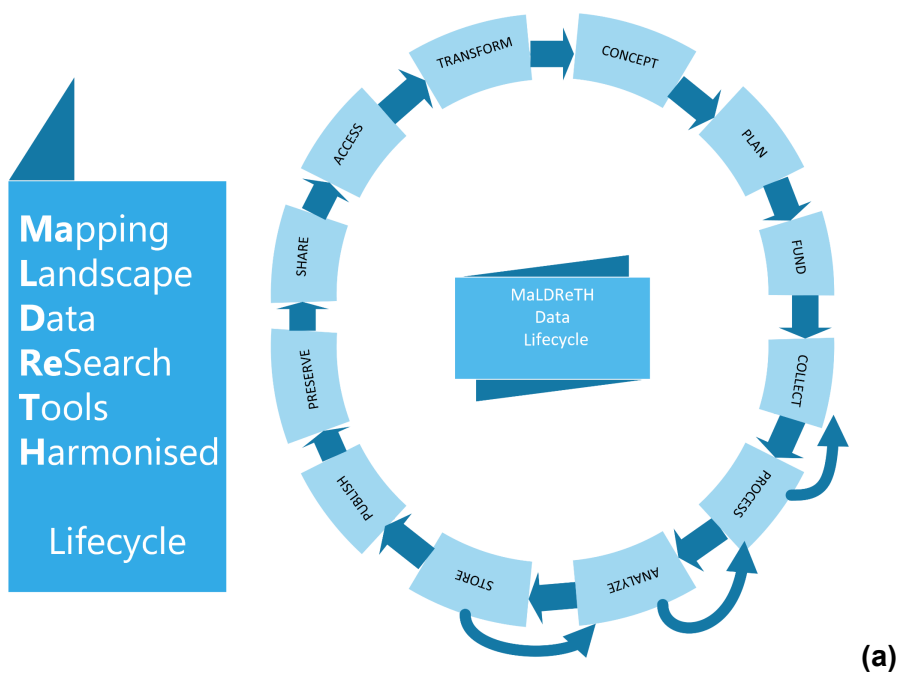 Mapping
Landscape
Data
ReSearch
Tools
Harmonised
Lifecycle
TRANSFORM
CONCEPT
PLAN
FUND
COLLECT
PROCESS
ANALYZE
STORE
PUBLISH
PRESERVE
SHARE
ACCESS
MaLDReTH
Data
Lifecycle
(a)